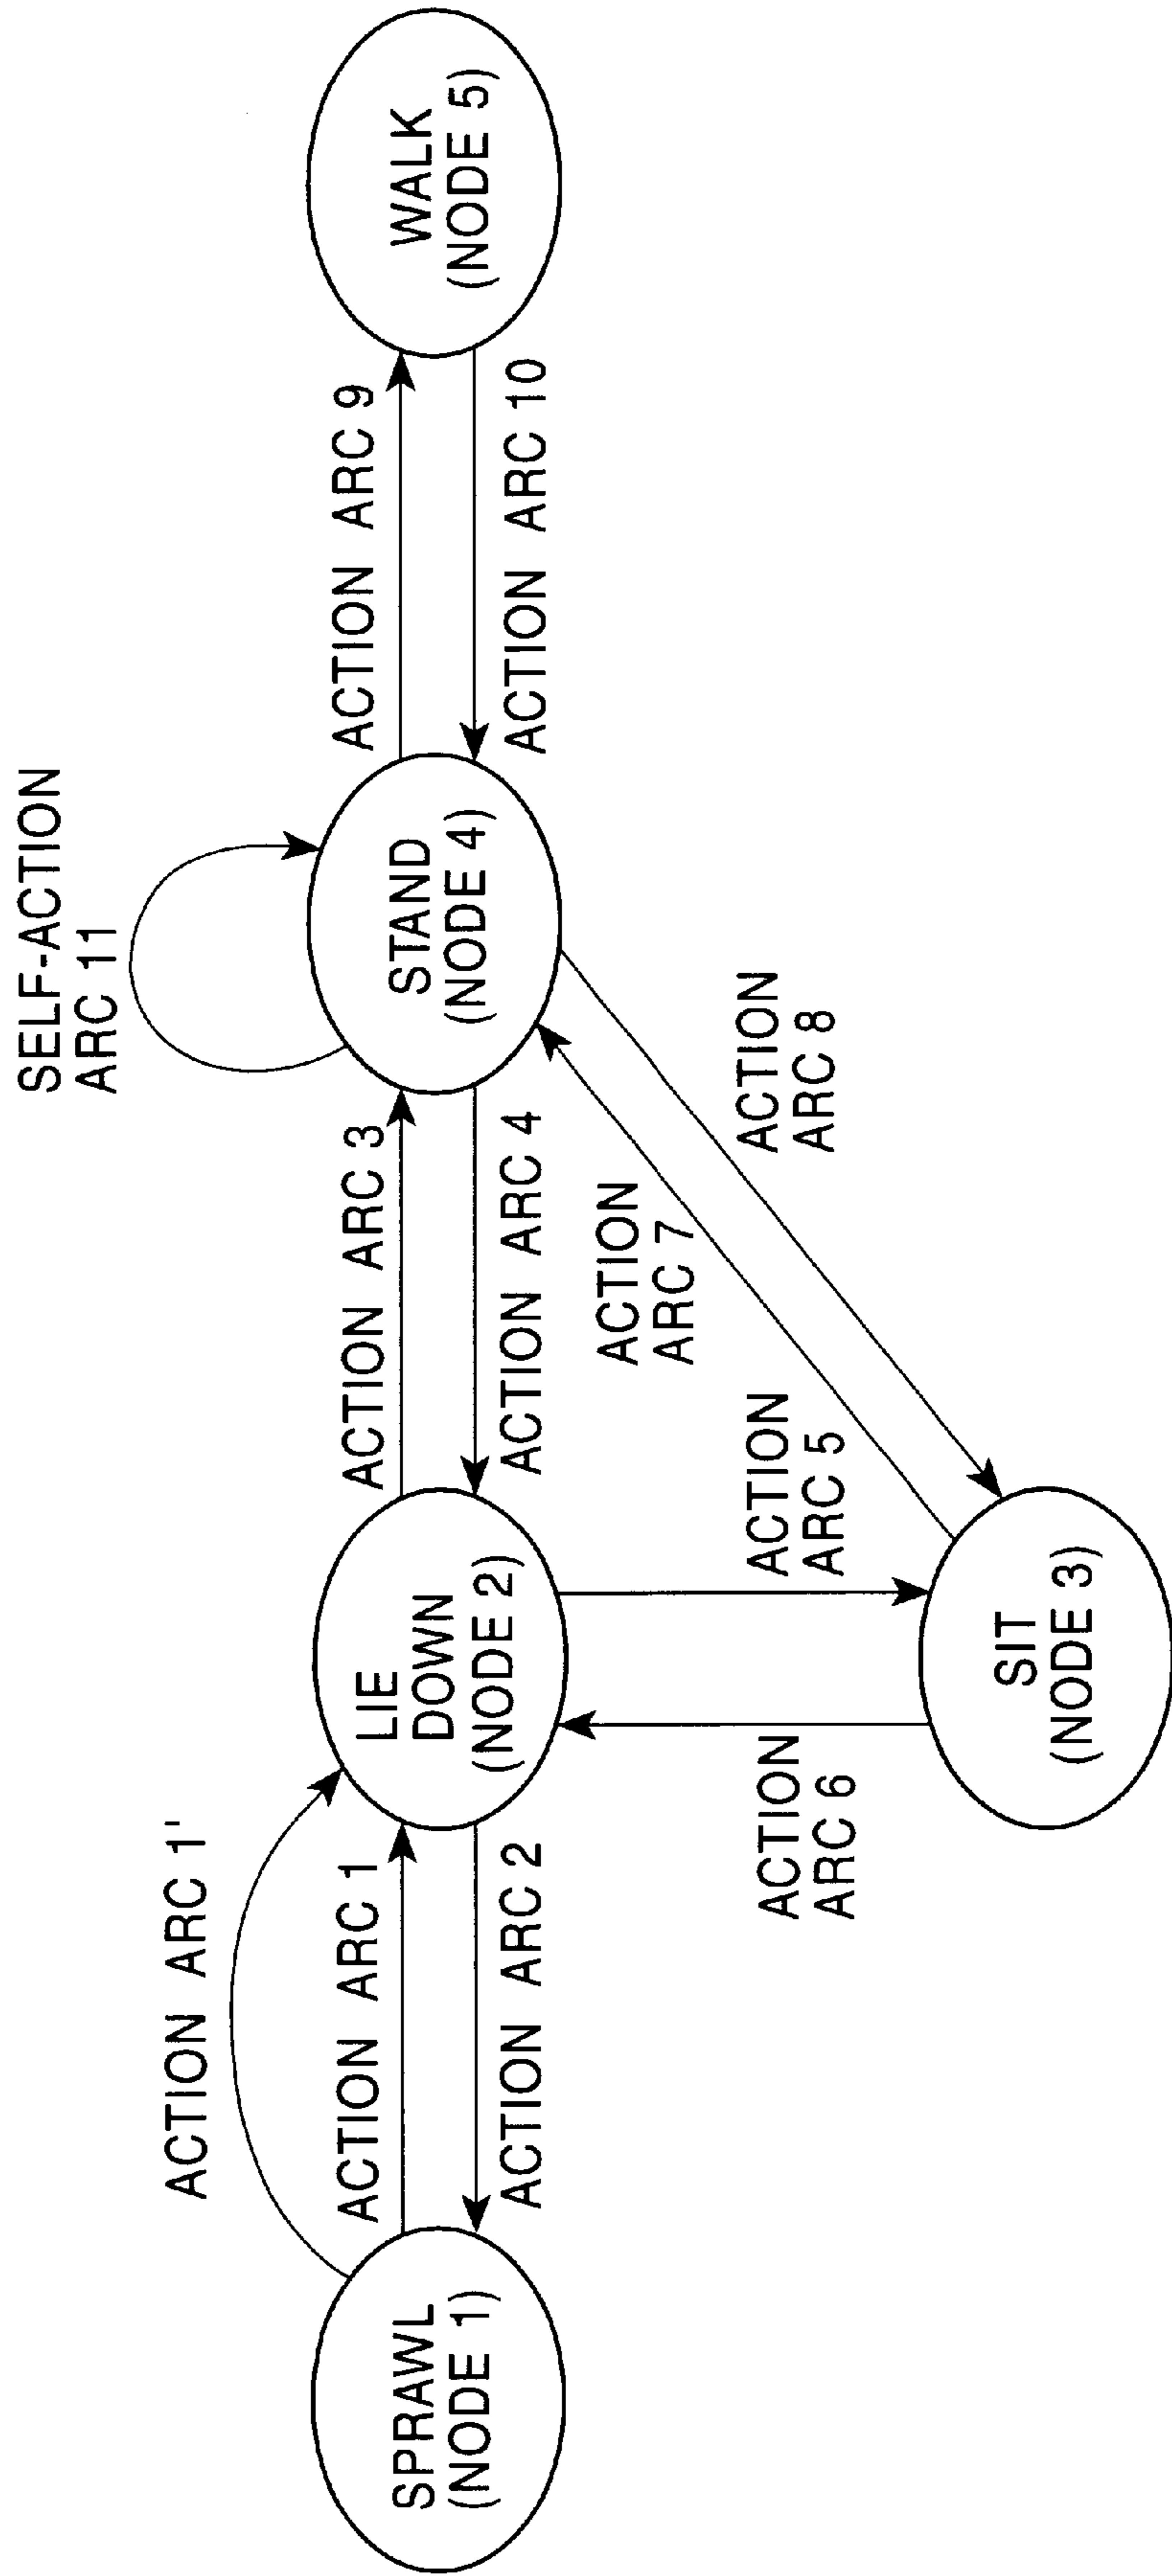 SELF-ACTION
ARC 11
ACTION ARC 1'
ACTION ARC 1
ACTION ARC 3
ACTION ARC 9
SPRAWL
(NODE 1)
LIE
DOWN
(NODE 2)
STAND
(NODE 4)
WALK
(NODE 5)
ACTION ARC 2
ACTION ARC 4
ACTION ARC 10
ACTION
ARC 7
ACTION
ARC 6
ACTION
ARC 5
ACTION
ARC 8
SIT
(NODE 3)